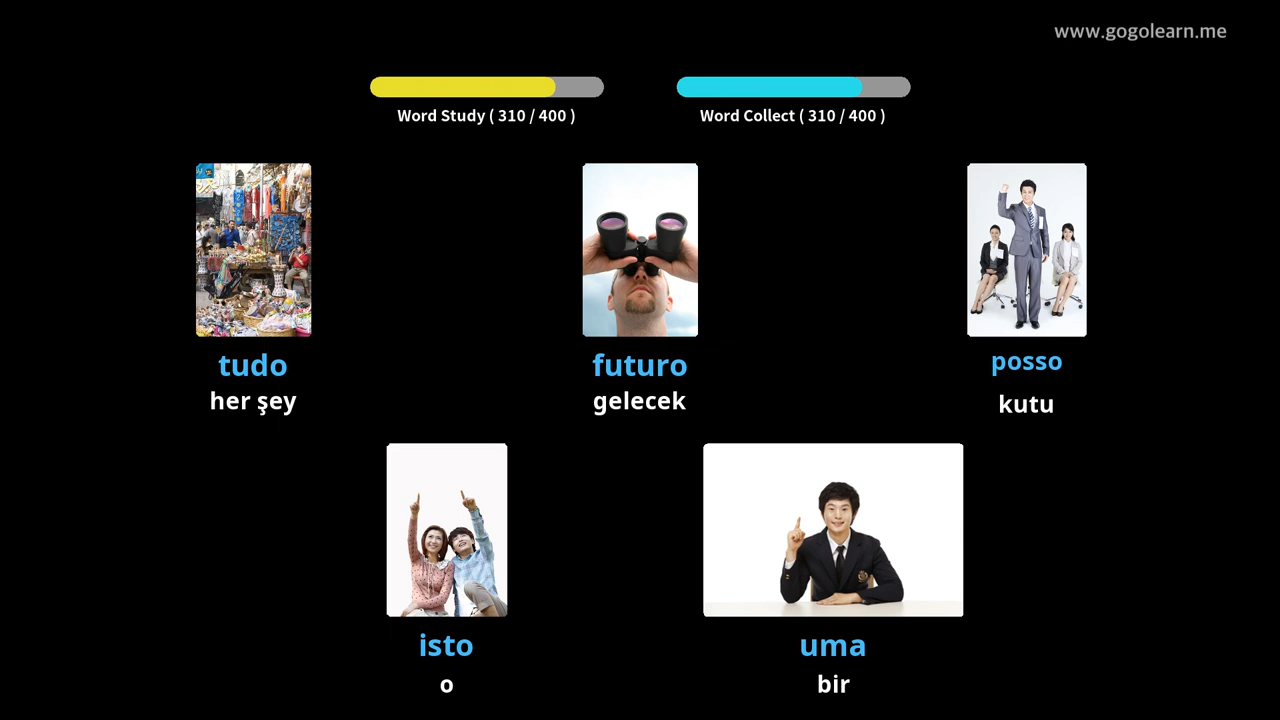 www.gogolearn.me
Word Study ( 310 / 400 )
Word Collect ( 310 / 400 )
tudo
her şey
futuro
gelecek
posso
kutu
isto
o
uma
bir